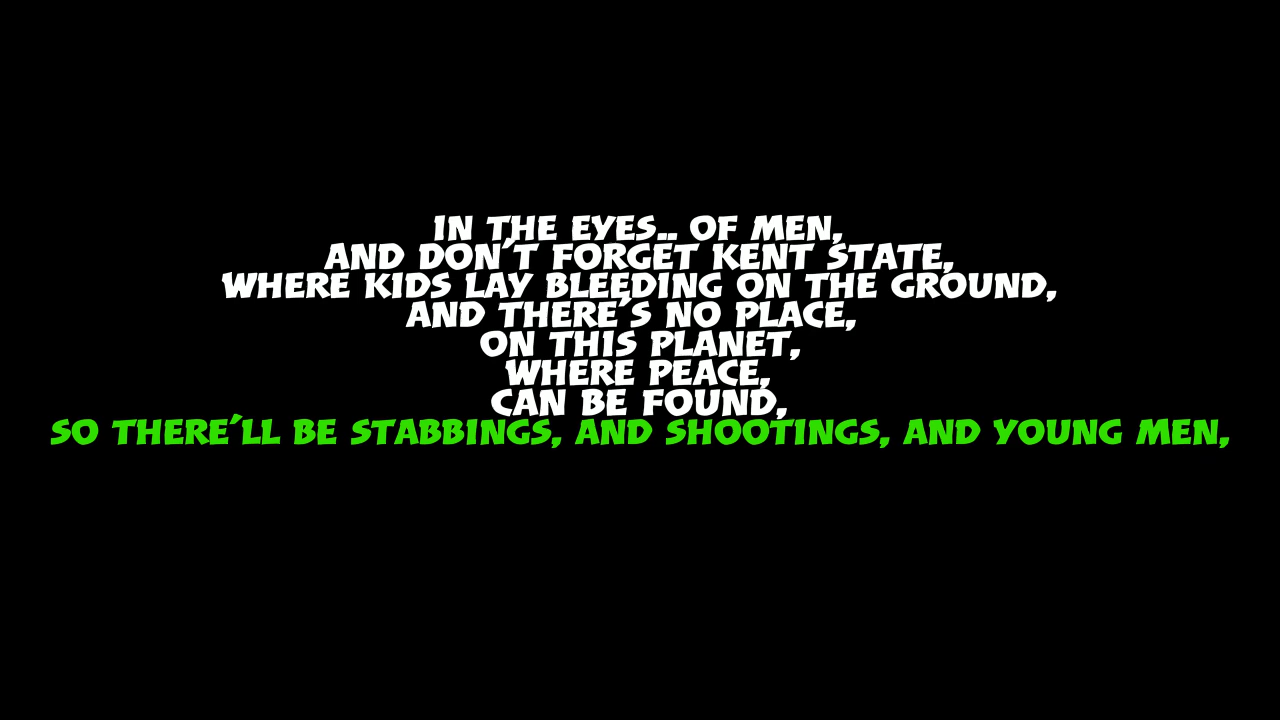 IN THE EYES.. OF MEN,
AND DON'T FORGET KENT STATE,
WHERE KIDS LAY BLEEDING ON THE GROUND,
AND THERE'S NO PLACE,
ON THIS PLANET,
WHERE PEACE,
CAN BE FOUND,
SO THERE'LL BE STABBINGS, AND SHOOTINGS, AND YOUNG MEN,